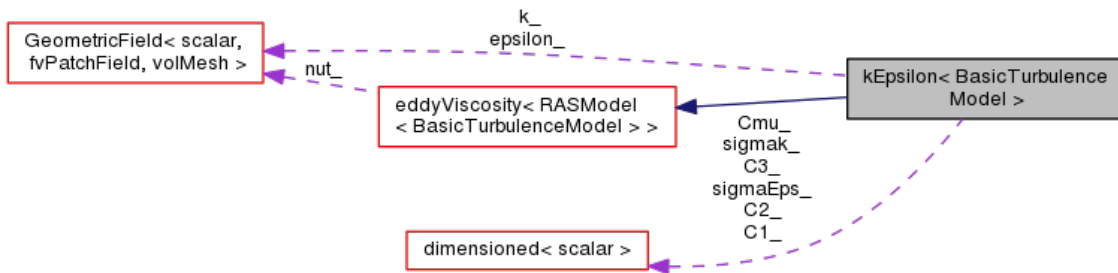 k_
epsilon_
GeometricField< scalar,
fvPatchField, volMesh >
nut_
kEpsilon< BasicTurbulence
Model >
eddyViscosity< RASModel
< BasicTurbulenceModel > >
Cmu_
sigmak_
C3_
sigmaEps_
C2_
C1_
dimensioned< scalar >